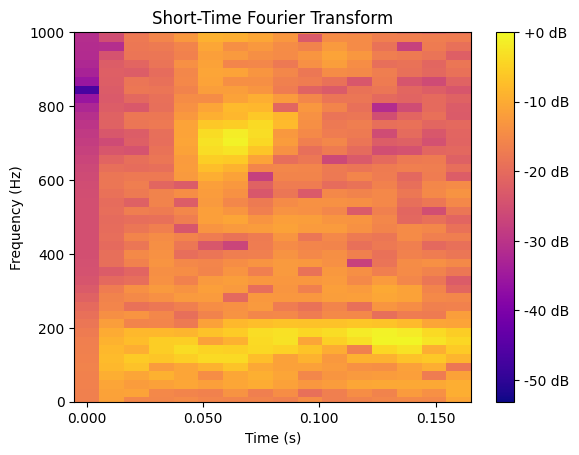 Short-Time Fourier Transform
1000
800
600
400
200
0
Frequency (Hz)
0.000
0.050
0.100
0.150
Time (s)
+0 dB
-10 dB
-20 dB
-30 dB
-40 dB
-50 dB